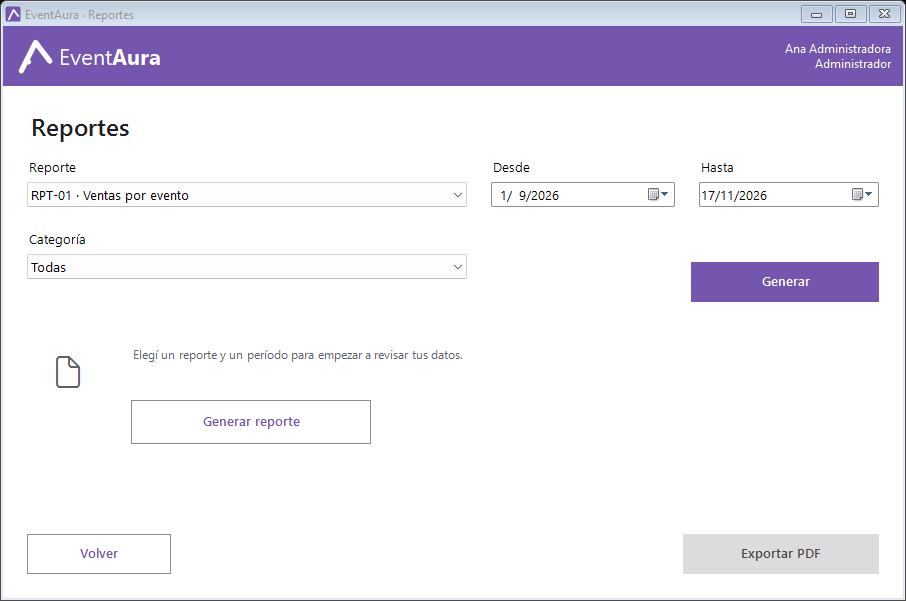 EventAura · Reportes
EventAura
Ana Administradora
Administrador
Reportes
Reporte
Desde
Hasta
RPT-01 · Ventas por evento
1/ 9/2026
17/11/2026
Categoría
Todas
Generar
Elegí un reporte y un período para empezar a revisar tus datos.
Generar reporte
Volver
Exportar PDF